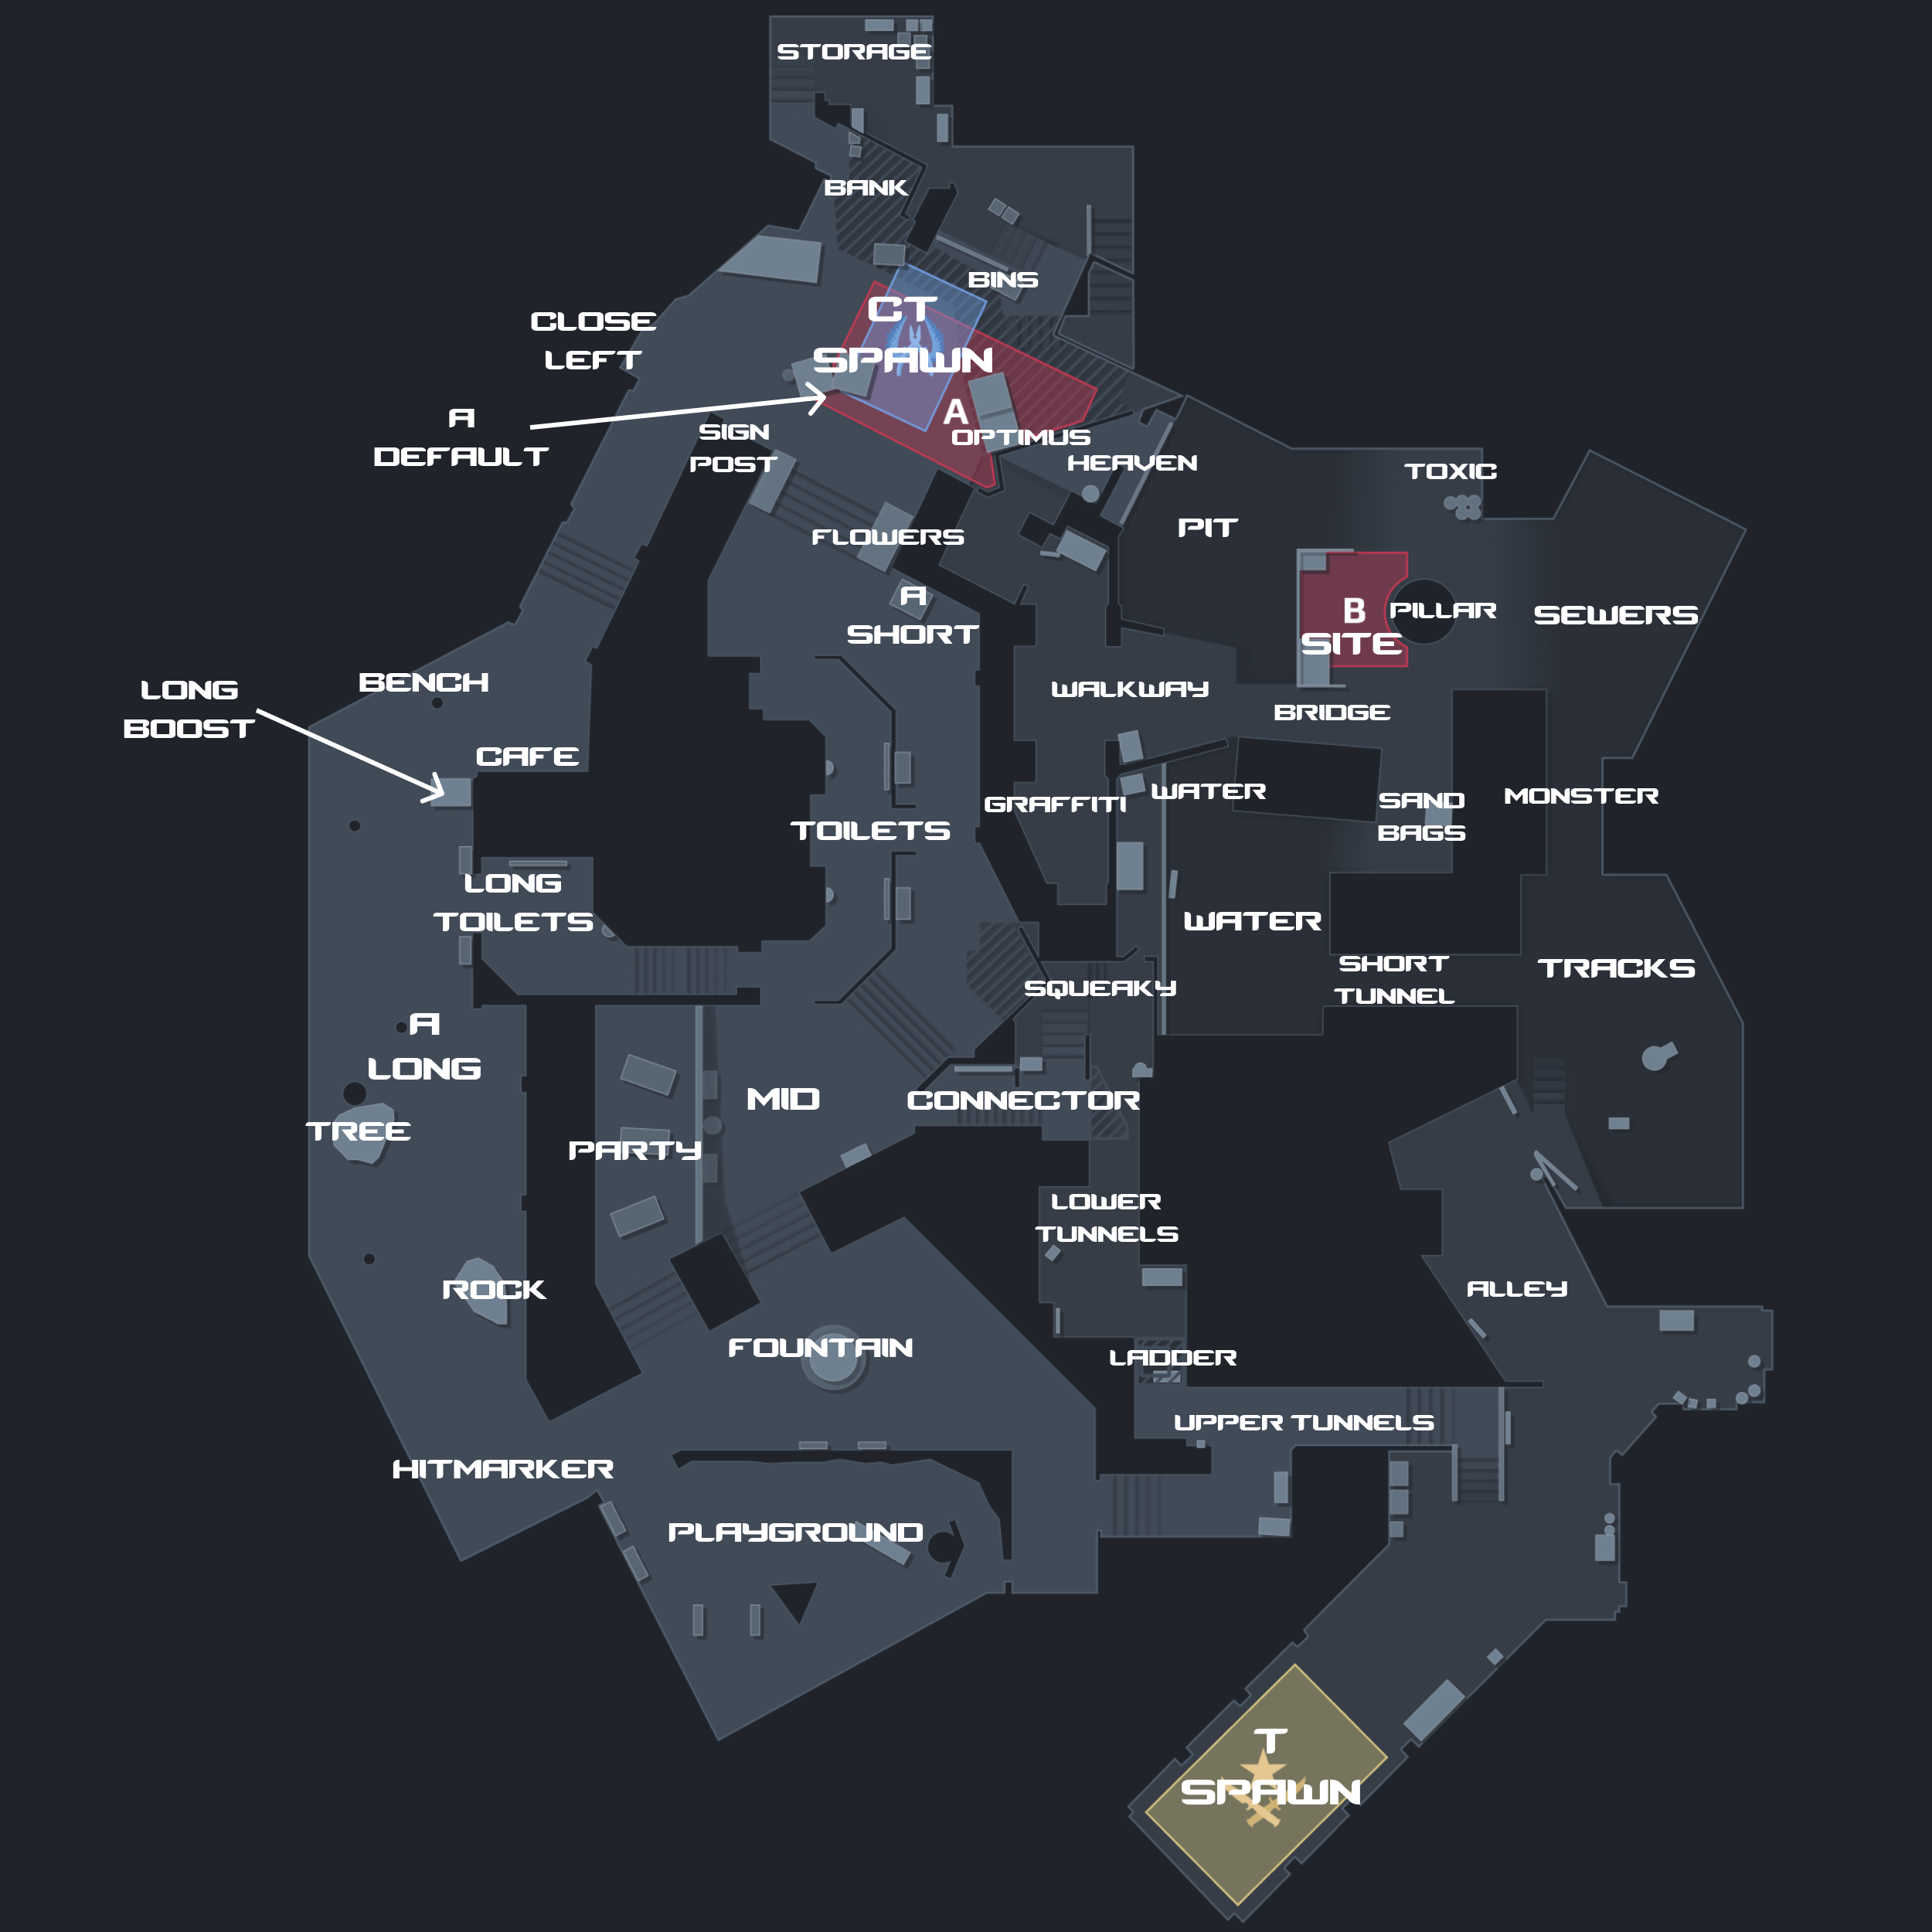 STORAGE
BANK
BINS
CT
SPAWN
CLOSE
LEFT
A
DEFAULT
A
OPTIMUS
SIGN
POST
HEAVEN
TOXIC
PIT
FLOWERS
A
SHORT
B
SITE
PILLAR
SEWERS
BENCH
LONG
BOOST
WALKWAY
BRIDGE
CAFE
WATER
GRAFFITI
SAND
BAGS
MONSTER
TOILETS
LONG
TOILETS
WATER
SHORT
TUNNEL
TRACKS
SQUEAKY
A
LONG
MID
CONNECTOR
TREE
PARTY
LOWER
TUNNELS
ROCK
ALLEY
FOUNTAIN
LADDER
UPPER TUNNELS
HITMARKER
PLAYGROUND
T
SPAWN